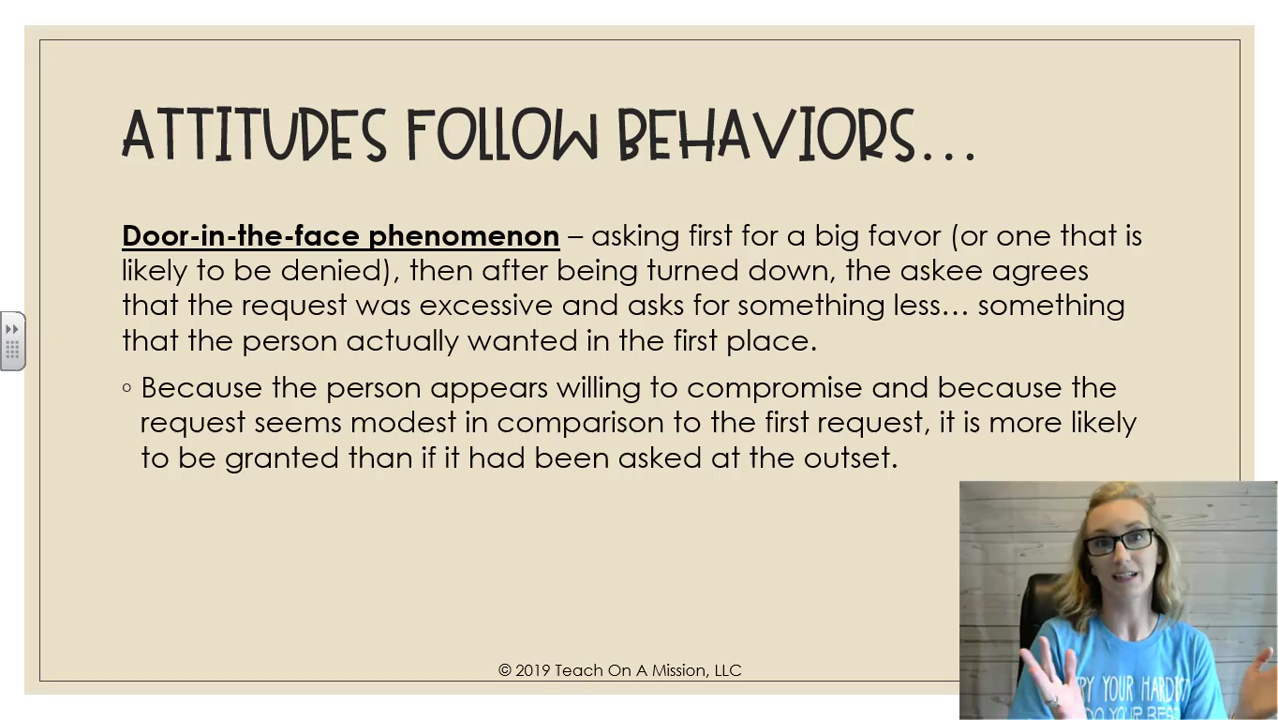 ATTITUDES FOLLOW BEHAVIORS...
Door-in-the-face phenomenon – asking first for a big favor (or one that is
likely to be denied), then after being turned down, the askee agrees
that the request was excessive and asks for something less... something
that the person actually wanted in the first place.
◦ Because the person appears willing to compromise and because the
request seems modest in comparison to the first request, it is more likely
to be granted than if it had been asked at the outset.
© 2019 Teach On A Mission, LLC
YOUR
YOUR